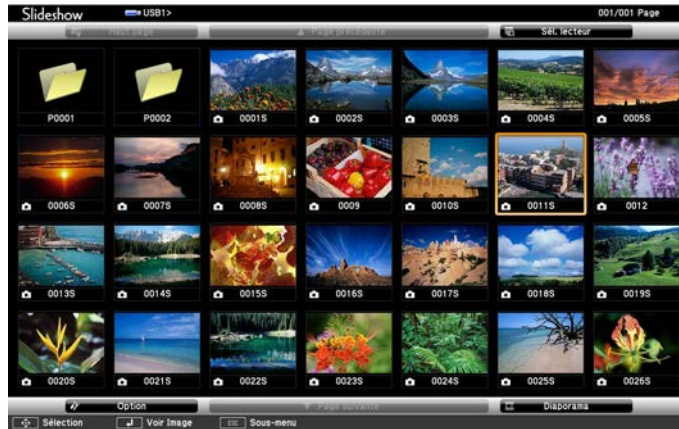 Slideshow USB1> 001/001 Page
Haut page Page précédente Sél. lecteur
P0001 P0002 0001S 0002S 0003S 0004S 0005S
0006S 0007S 0008S 0009 0010S 0011S 0012
0013S 0014S 0015S 0016S 0017S 0018S 0019S
0020S 0021S 0022S 0023S 0024S 0025S 0026S
Option Page suivante Diaporama
Sélection Voir Image Esc Sous-menu